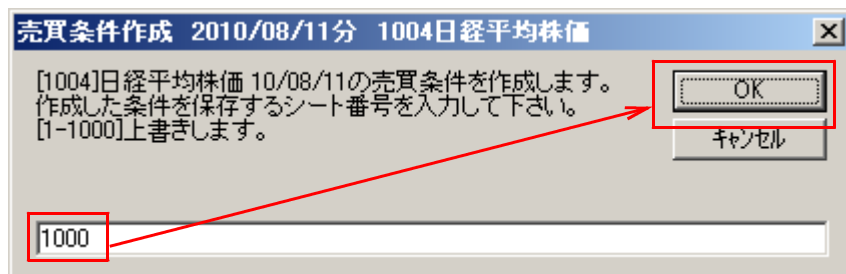 売買条件作成 2010/08/11分 1004日経平均株価
[1004]日経平均株価 10/08/11の売買条件を作成します。
作成した条件を保存するシート番号を入力して下さい。
[1-1000]上書きします。
OK
キャンセル
1000